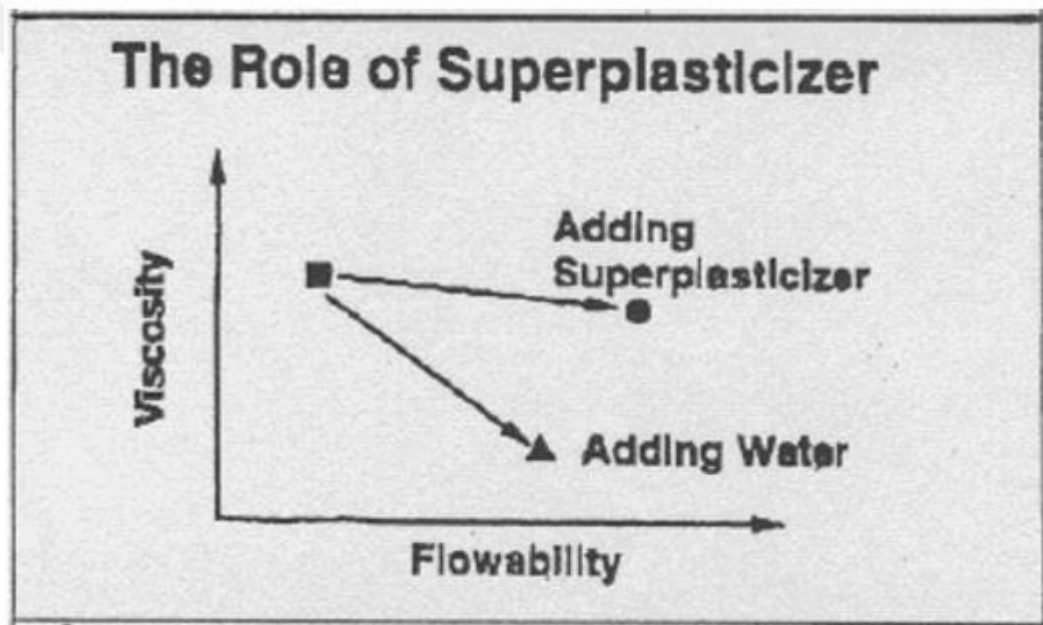 The Role of Superplasticizer
Viscosity
Adding
Superplasticizer
Adding Water
Flowability